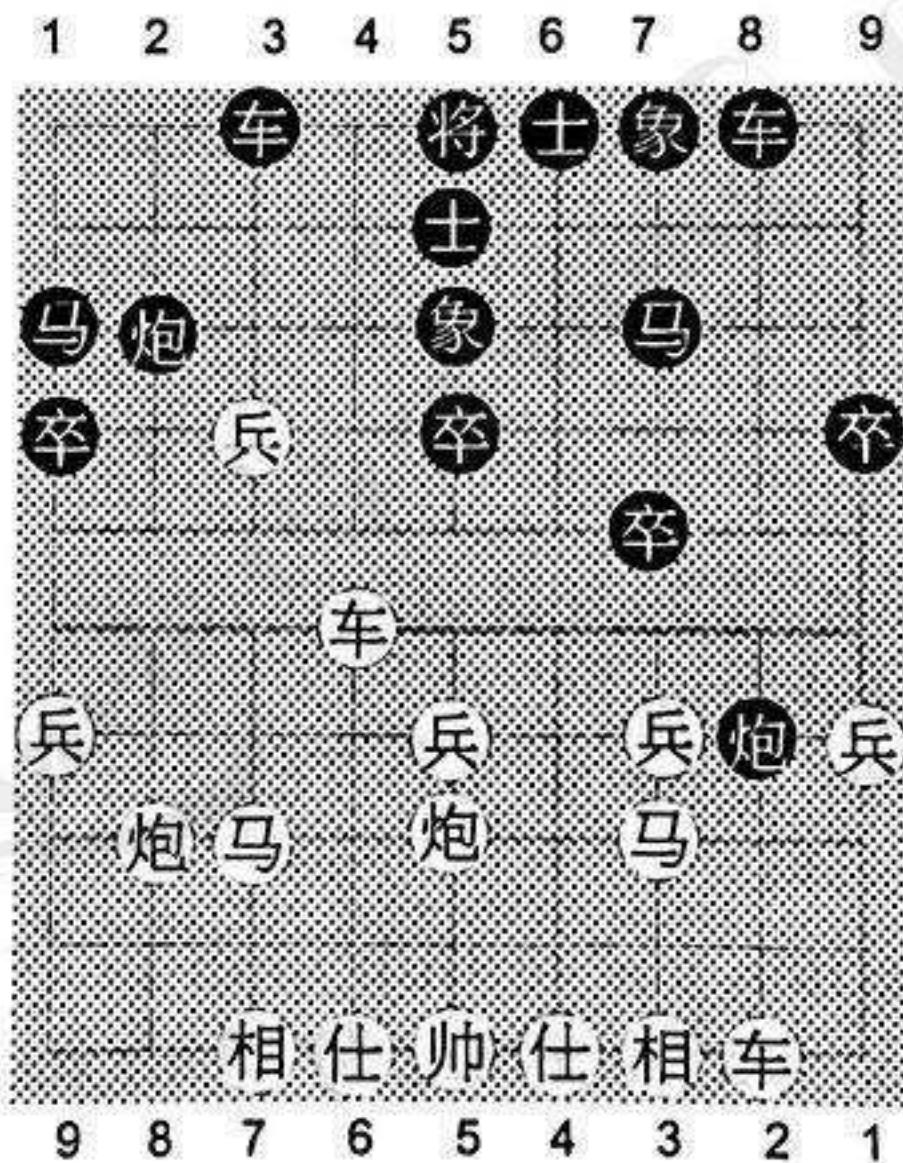 1 2 3 4 5 6 7 8 9
车 将 士 象 车
士
马 炮 象 马
卒 兵 卒 卒
卒
车
兵 兵 兵 炮 兵
炮 马 炮 马
相 仕 帅 仕 相 车
9 8 7 6 5 4 3 2 1